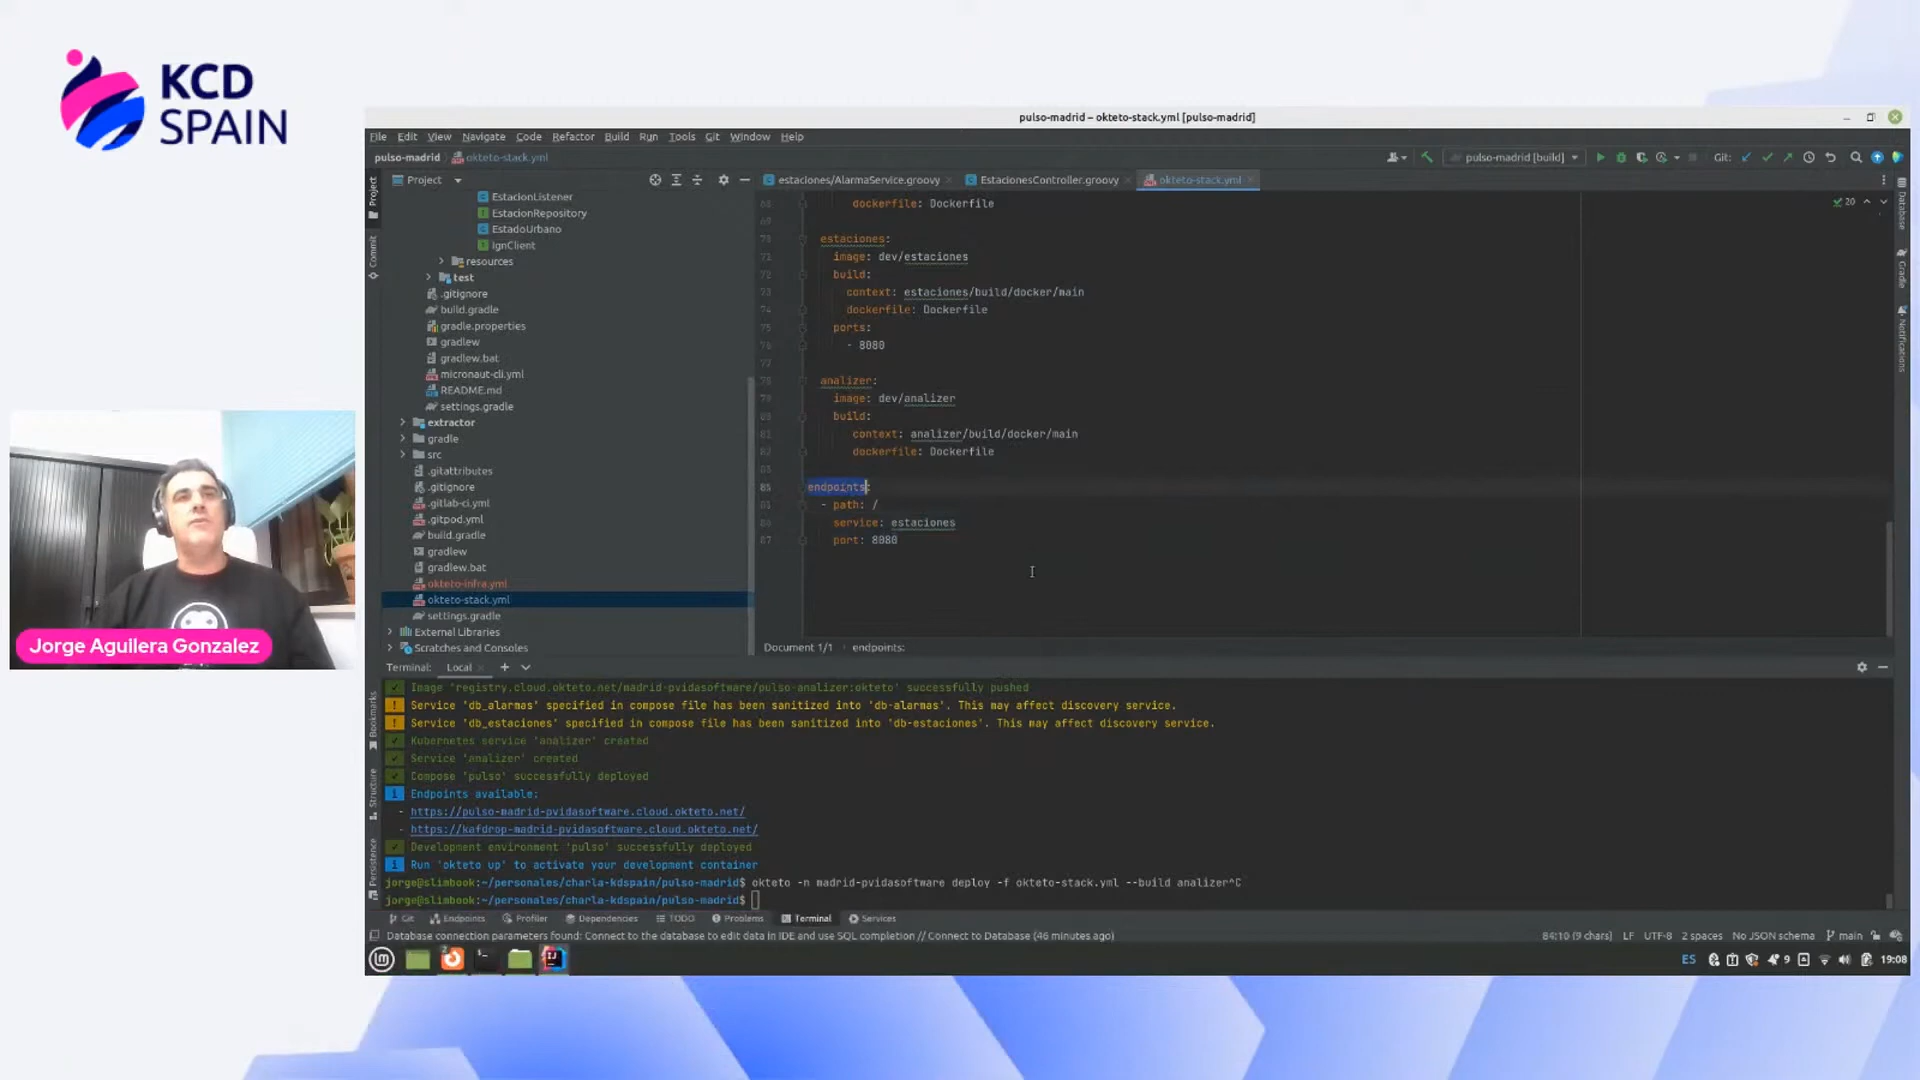 KCD
SPAIN
pulso-madrid – okteto-stack.yml [pulso-madrid]
File Edit View Navigate Code Refactor Build Run Tools Git Window Help
pulso-madrid okteto-stack.yml
pulso-madrid [build] Git:
Project
estaciones/AlarmaService.groovy EstacionesController.groovy okteto-stack.yml
Project
Commit
EstacionListener
EstacionRepository
EstadoUrbano
IgnClient
resources
test
.gitignore
build.gradle
gradle.properties
gradlew
gradlew.bat
micronaut-cli.yml
README.md
settings.gradle
extractor
gradle
src
.gitattributes
.gitignore
.gitlab-ci.yml
.gitpod.yml
build.gradle
gradlew
gradlew.bat
okteto-infra.yml
okteto-stack.yml
settings.gradle
External Libraries
Scratches and Consoles
dockerfile: Dockerfile
estaciones:
image: dev/estaciones
build:
context: estaciones/build/docker/main
dockerfile: Dockerfile
ports:
- 8080
analizer:
image: dev/analizer
build:
context: analizer/build/docker/main
dockerfile: Dockerfile
endpoints:
- path: /
service: estaciones
port: 8080
20
Database
Gradle
Notifications
Document 1/1 endpoints:
Jorge Aguilera Gonzalez
Terminal: Local
Image 'registry.cloud.okteto.net/madrid-pvidasoftware/pulso-analizer:okteto' successfully pushed
! Service 'db_alarmas' specified in compose file has been sanitized into 'db-alarmas'. This may affect discovery service.
! Service 'db_estaciones' specified in compose file has been sanitized into 'db-estaciones'. This may affect discovery service.
Kubernetes service 'analizer' created
Service 'analizer' created
Compose 'pulso' successfully deployed
i Endpoints available:
- https://pulso-madrid-pvidasoftware.cloud.okteto.net/
- https://kafdrop-madrid-pvidasoftware.cloud.okteto.net/
Development environment 'pulso' successfully deployed
i Run 'okteto up' to activate your development container
jorge@slimbook:~/personales/charla-kdspain/pulso-madrid$ okteto -n madrid-pvidasoftware deploy -f okteto-stack.yml --build analizer^C
jorge@slimbook:~/personales/charla-kdspain/pulso-madrid$
Bookmarks
Structure
Persistence
Git Endpoints Profiler Dependencies TODO Problems Terminal Services
Database connection parameters found: Connect to the database to edit data in IDE and use SQL completion // Connect to Database (46 minutes ago)
84:10 (9 chars) LF UTF-8 2 spaces No JSON schema main
ES 9 19:08